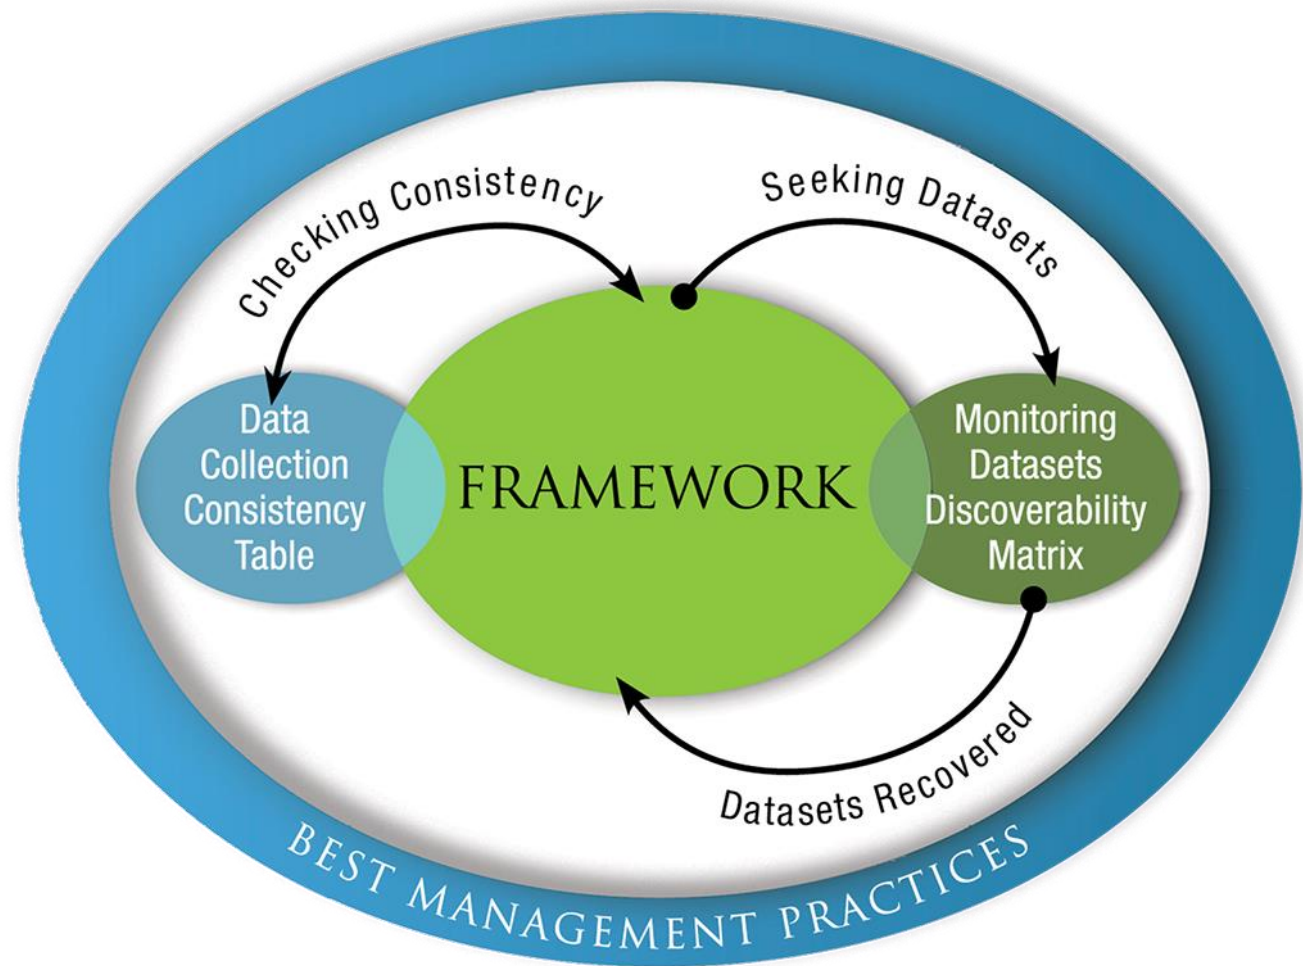 Checking Consistency
Seeking Datasets
Data
Collection
Consistency
Table
FRAMEWORK
Monitoring
Datasets
Discoverability
Matrix
Datasets Recovered
BEST MANAGEMENT PRACTICES